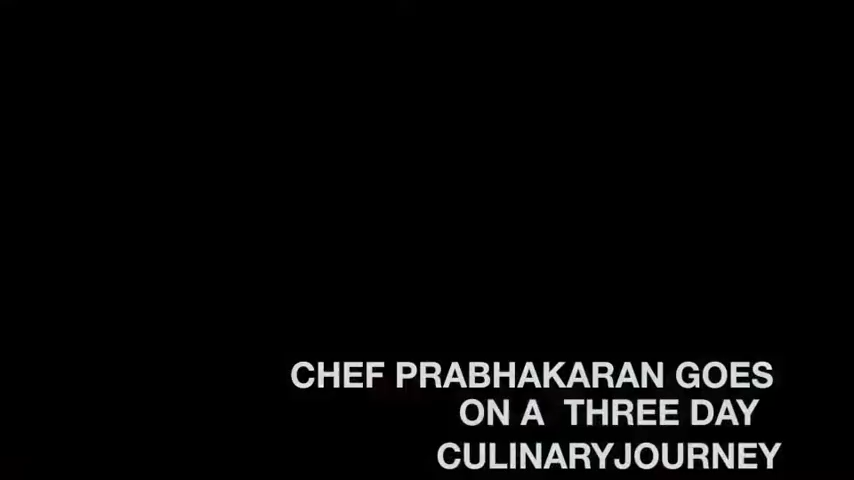 CHEF PRABHAKARAN GOES
ON A  THREE DAY
CULINARYJOURNEY